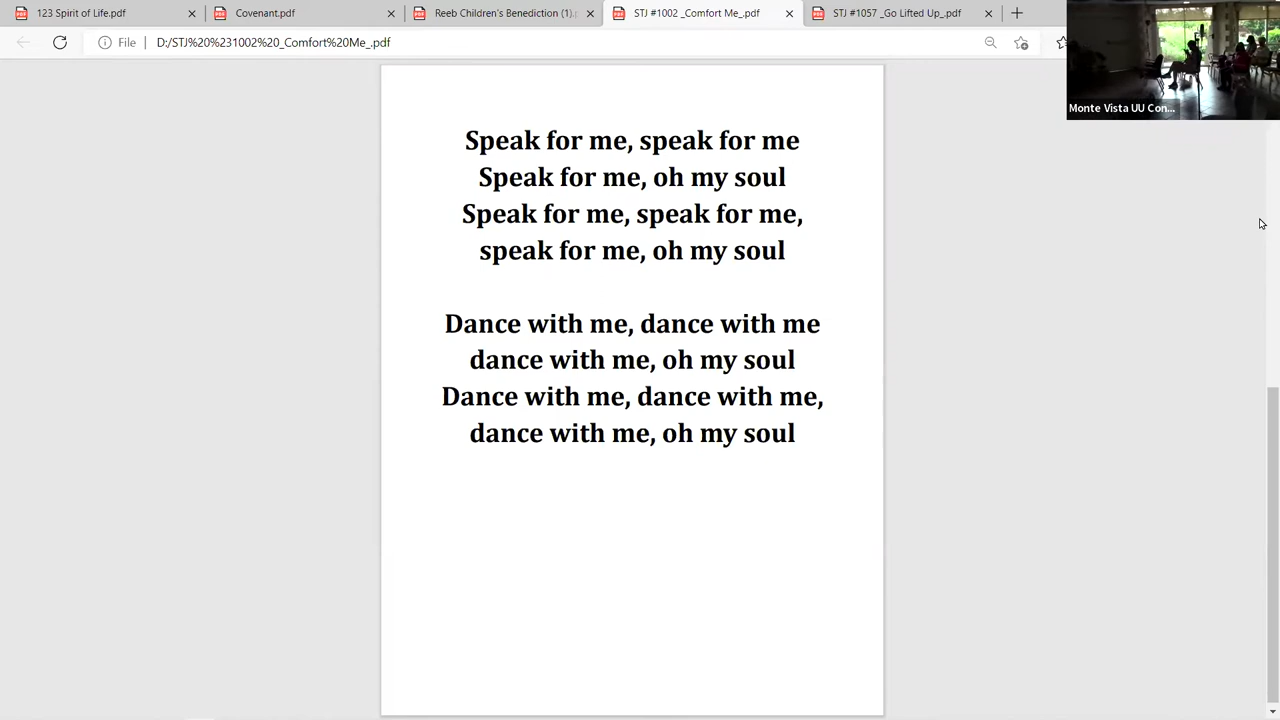 123 Spirit of Life.pdf
Covenant.pdf
Red - Children's Benediction (1).p
STJ #1002 _Comfort Me_.pdf
STJ #1057 _Go Lifted Up_.pdf
File
D:/STJ%20%231002%20_Comfort%20Me_.pdf
Monte Vista UU Con...
Speak for me, speak for me
Speak for me, oh my soul
Speak for me, speak for me,
speak for me, oh my soul
Dance with me, dance with me
dance with me, oh my soul
Dance with me, dance with me,
dance with me, oh my soul